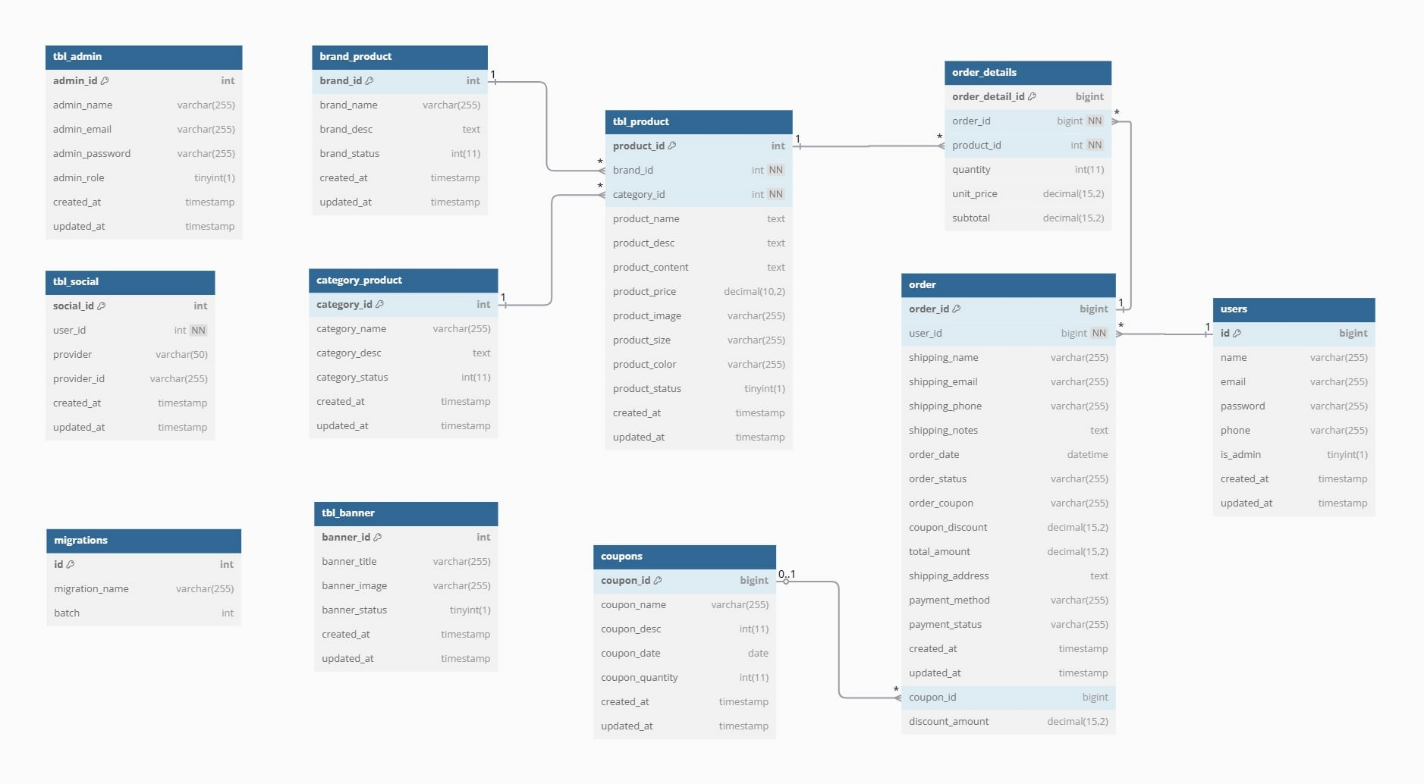 tbl_admin
admin_id int
admin_name varchar(255)
admin_email varchar(255)
admin_password varchar(255)
admin_role tinyint(1)
created_at timestamp
updated_at timestamp
brand_product
brand_id int
brand_name varchar(255)
brand_desc text
brand_status int(11)
created_at timestamp
updated_at timestamp
1
*
tbl_product
product_id int
brand_id int NN
category_id int NN
product_name text
product_desc text
product_content text
product_price decimal(10,2)
product_image varchar(255)
product_size varchar(255)
product_color varchar(255)
product_status tinyint(1)
created_at timestamp
updated_at timestamp
1
*
order_details
order_detail_id bigint
order_id bigint NN
product_id int NN
quantity int(11)
unit_price decimal(15,2)
subtotal decimal(15,2)
*
tbl_social
social_id int
user_id int NN
provider varchar(50)
provider_id varchar(255)
created_at timestamp
updated_at timestamp
category_product
category_id int
category_name varchar(255)
category_desc text
category_status int(11)
created_at timestamp
updated_at timestamp
1
*
order
order_id bigint
user_id bigint NN
shipping_name varchar(255)
shipping_email varchar(255)
shipping_phone varchar(255)
shipping_notes text
order_date datetime
order_status varchar(255)
order_coupon varchar(255)
coupon_discount decimal(15,2)
total_amount decimal(15,2)
shipping_address text
payment_method varchar(255)
payment_status varchar(255)
created_at timestamp
updated_at timestamp
coupon_id bigint
discount_amount decimal(15,2)
1
*
1
users
id bigint
name varchar(255)
email varchar(255)
password varchar(255)
phone varchar(255)
is_admin tinyint(1)
created_at timestamp
updated_at timestamp
migrations
id int
migration_name varchar(255)
batch int
tbl_banner
banner_id int
banner_title varchar(255)
banner_image varchar(255)
banner_status tinyint(1)
created_at timestamp
updated_at timestamp
coupons
coupon_id bigint
coupon_name varchar(255)
coupon_desc int(11)
coupon_date date
coupon_quantity int(11)
created_at timestamp
updated_at timestamp
0..1
*